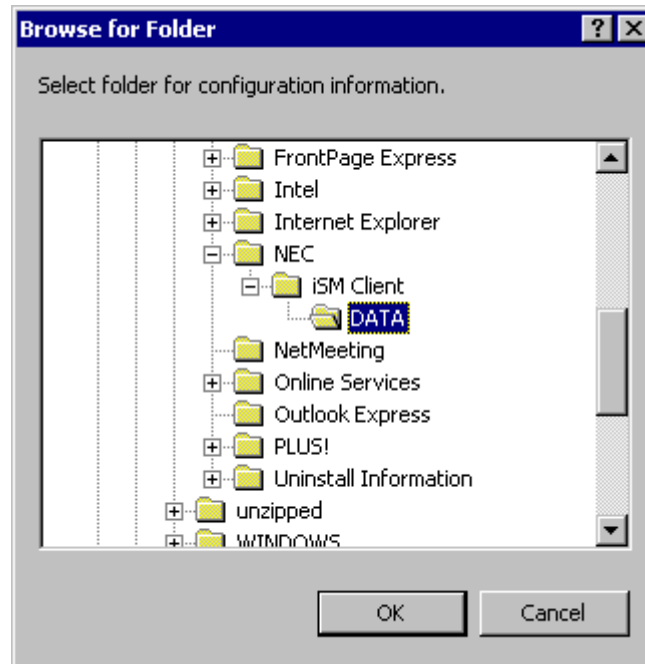 Browse for Folder
Select folder for configuration information.
FrontPage Express
Intel
Internet Explorer
NEC
iSM Client
DATA
NetMeeting
Online Services
Outlook Express
PLUS!
Uninstall Information
unzipped
WINDOWS
OK Cancel